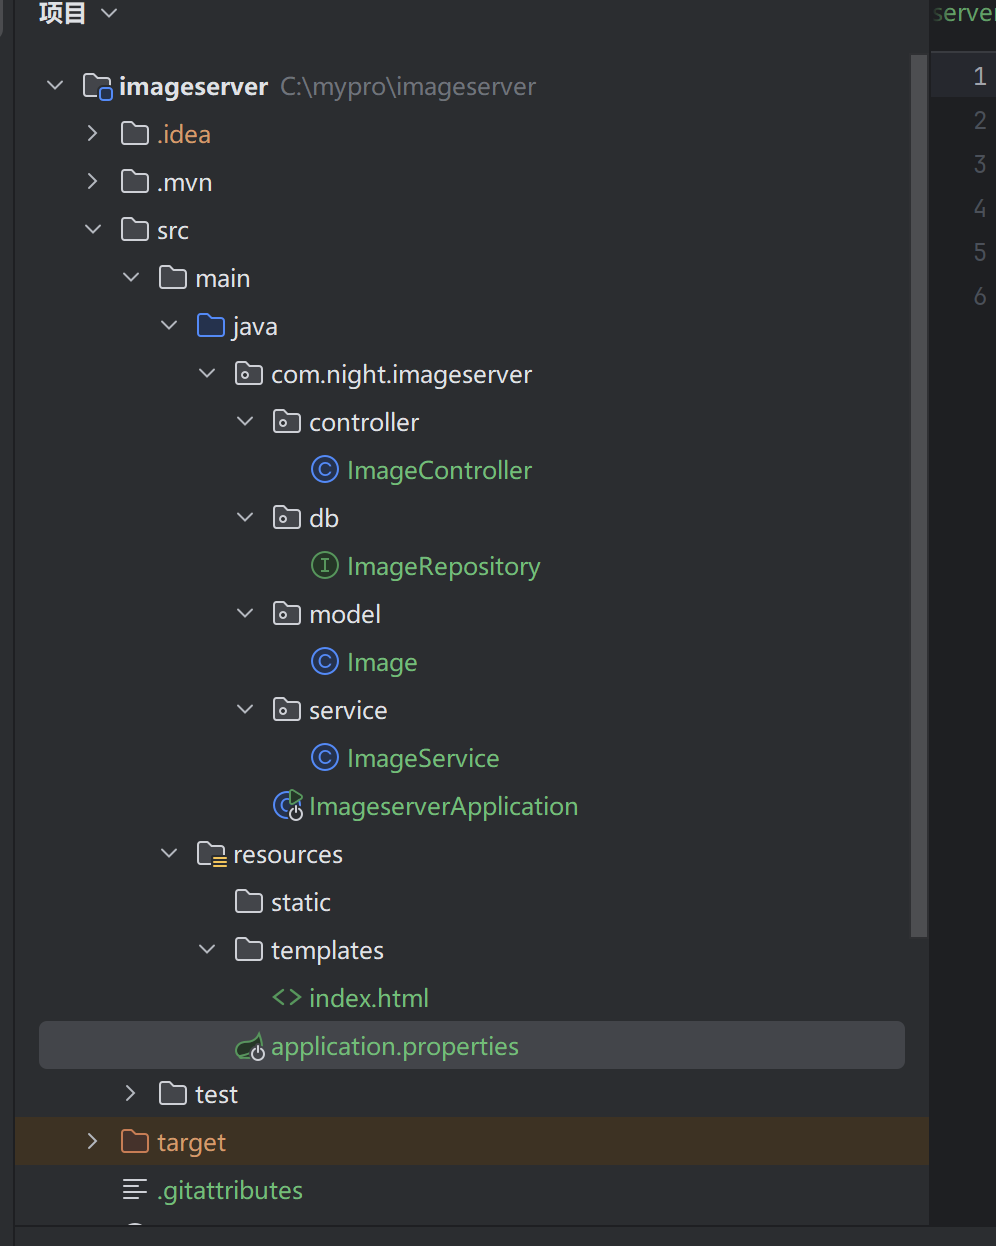 项目
server
imageserver C:\mypro\imageserver
.idea
.mvn
src
main
java
com.night.imageserver
controller
C ImageController
db
I ImageRepository
model
C Image
service
C ImageService
C ImageserverApplication
resources
static
templates
<> index.html
application.properties
test
target
.gitattributes
1
2
3
4
5
6